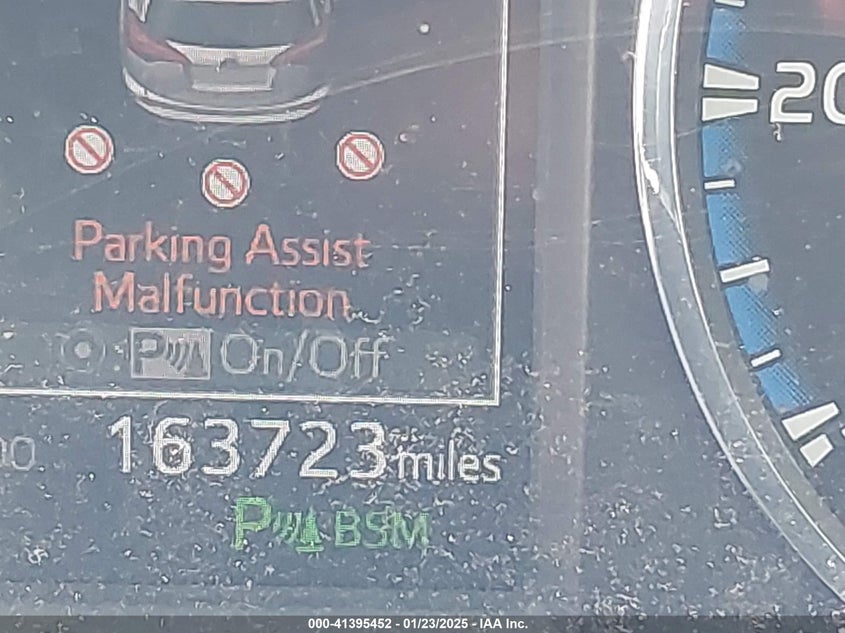 20
Parking Assist
Malfunction
: P On/Off
163723 miles
P BSM
000-41395452 - 01/23/2025 - IAA Inc.